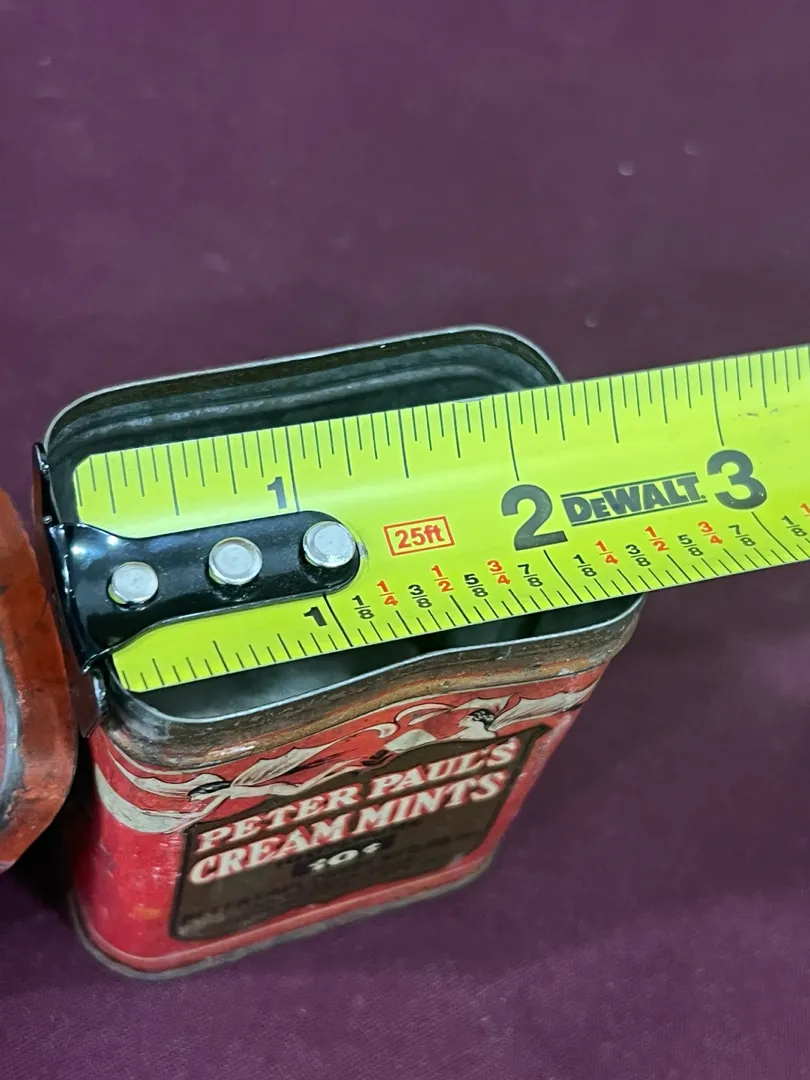 1 2 DEWALT 3
25ft
1 1/8 1/4 3/8 1/2 5/8 3/4 7/8 1/8 1/4 3/8 1/2 5/8 3/4 7/8 1/8
PETER PAUL'S
CREAM MINTS
10¢